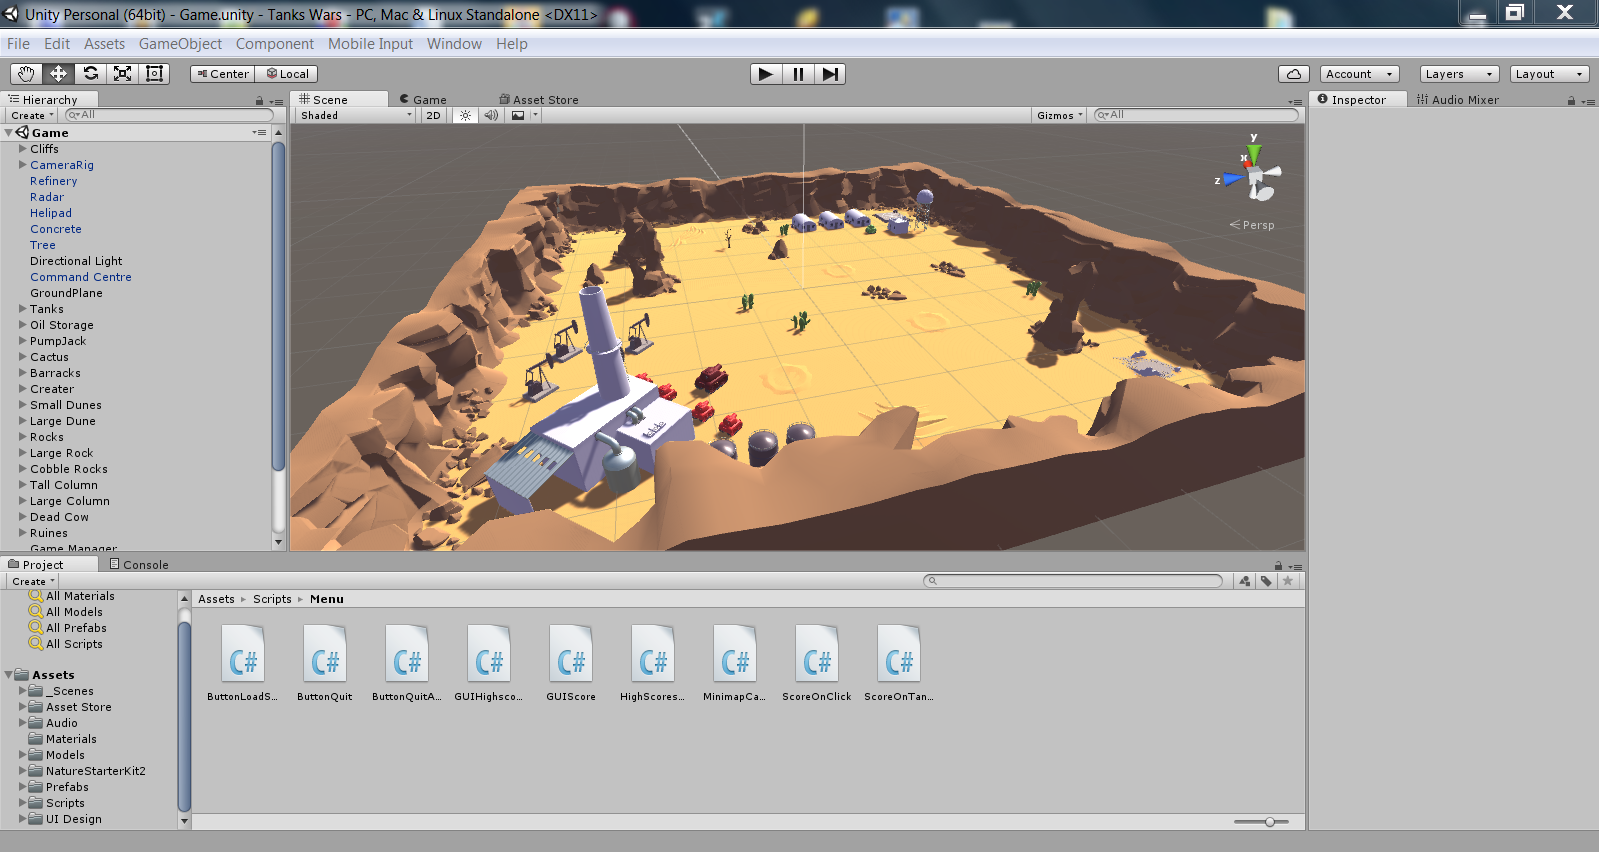 Unity Personal (64bit) - Game.unity - Tanks Wars - PC, Mac & Linux Standalone <DX11>
File Edit Assets GameObject Component Mobile Input Window Help
Center Local Account Layers Layout
Hierarchy
Create All
Game
Cliffs
CameraRig
Refinery
Radar
Helipad
Concrete
Tree
Directional Light
Command Centre
GroundPlane
Tanks
Oil Storage
PumpJack
Cactus
Barracks
Creater
Small Dunes
Large Dune
Rocks
Large Rock
Cobble Rocks
Tall Column
Large Column
Dead Cow
Ruines
Game Manager
Scene Game Asset Store
Shaded 2D Gizmos All
y
x
z
Persp
Inspector Audio Mixer
Project Console
Create
All Materials
All Models
All Prefabs
All Scripts
Assets
_Scenes
Asset Store
Audio
Materials
Models
NatureStarterKit2
Prefabs
Scripts
UI Design
Assets Scripts Menu
C# C# C# C# C# C# C# C# C#
ButtonLoadS... ButtonQuit ButtonQuitA... GUIHighsco... GUIScore HighScores... MinimapCa... ScoreOnClick ScoreOnTan...